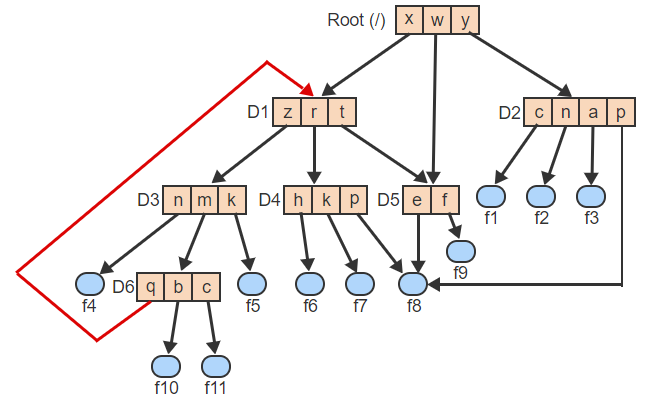 Root (/) x w y
D1 z r t
D2 c n a p
D3 n m k
D4 h k p
D5 e f
f1 f2 f3
f9
f4
D6 q b c
f5 f6 f7 f8
f10 f11